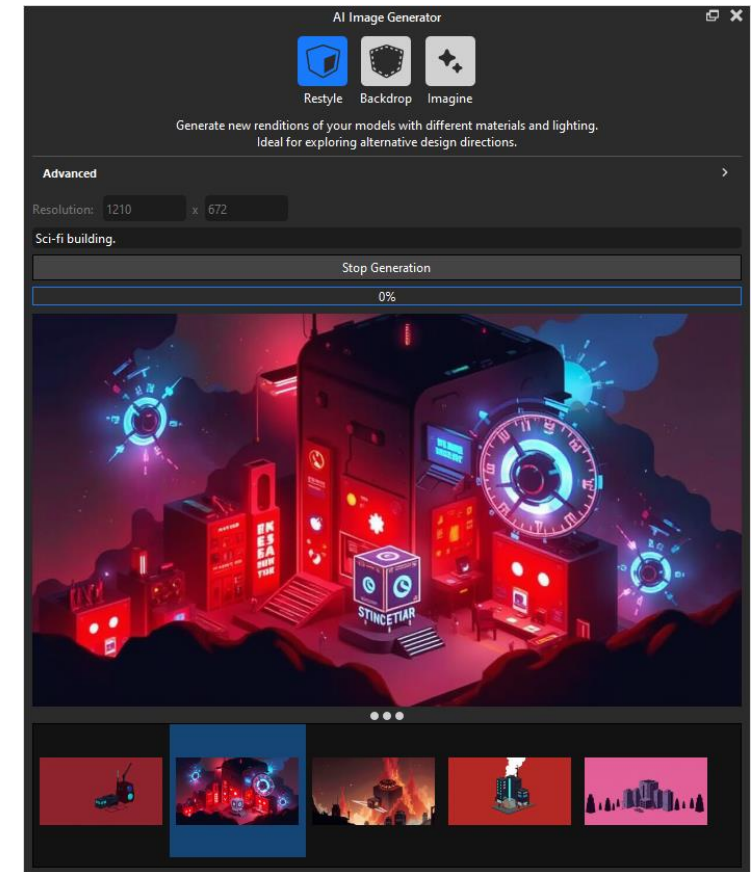 AI Image Generator
Restyle Backdrop Imagine
Generate new renditions of your models with different materials and lighting.
Ideal for exploring alternative design directions.
Advanced
Resolution: 1210 x 672
Sci-fi building.
Stop Generation
0%
STINCETIAR